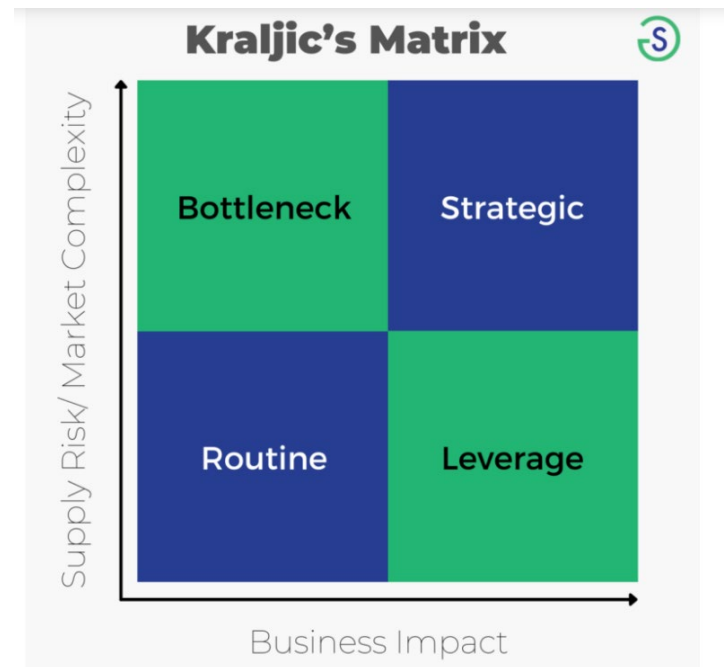 Kraljic's Matrix
S
Supply Risk/ Market Complexity
Bottleneck
Strategic
Routine
Leverage
Business Impact